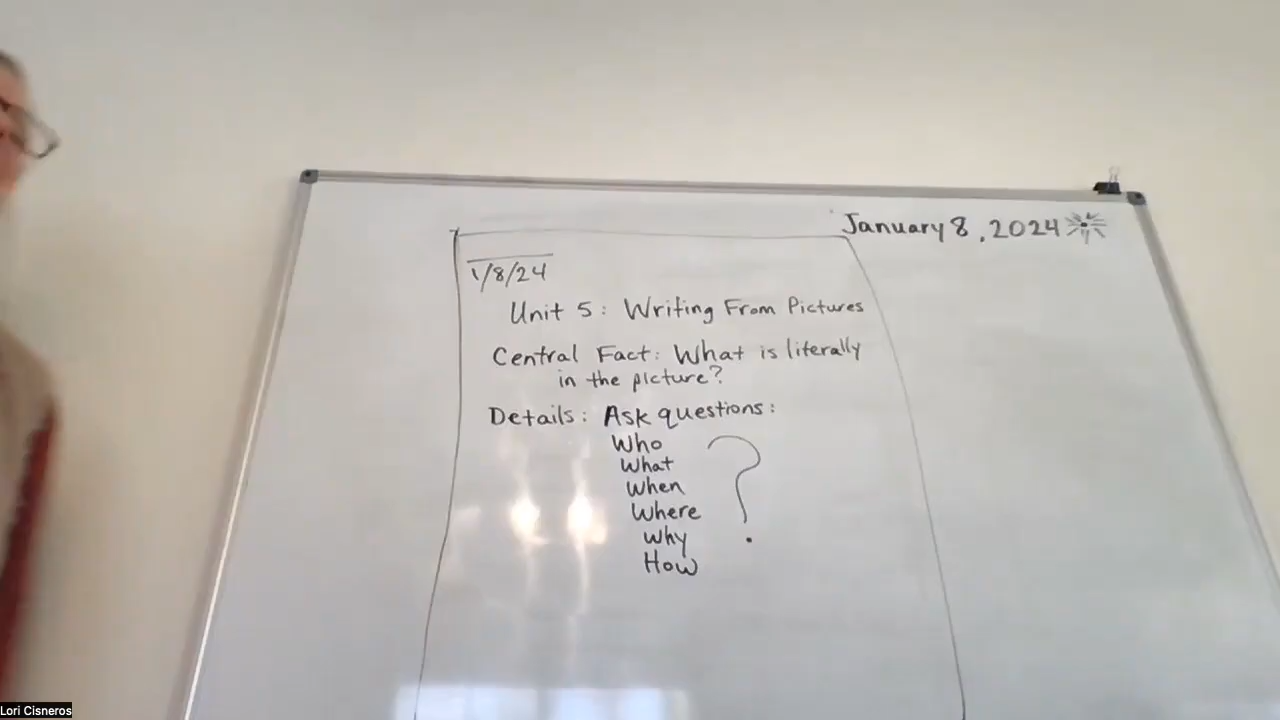 January 8, 2024
1/8/24
Unit 5: Writing From Pictures
Central Fact: What is literally
in the picture?
Details: Ask questions:
Who
What
When
Where
Why
How
?
Lori Cisneros